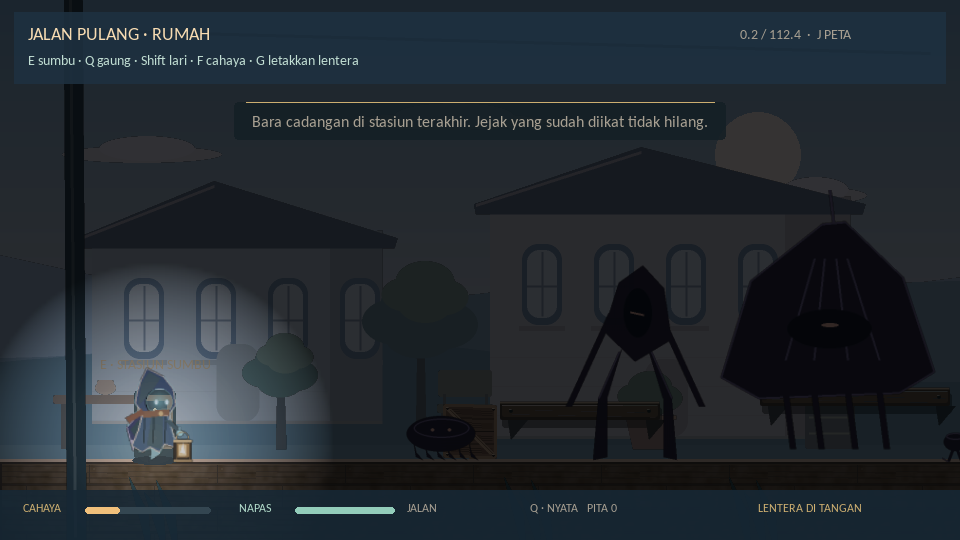 JALAN PULANG · RUMAH
0.2 / 112.4 · J PETA
E sumbu · Q gaung · Shift lari · F cahaya · G letakkan lentera
Bara cadangan di stasiun terakhir. Jejak yang sudah diikat tidak hilang.
CAHAYA NAPAS JALAN Q · NYATA PITA 0 LENTERA DI TANGAN